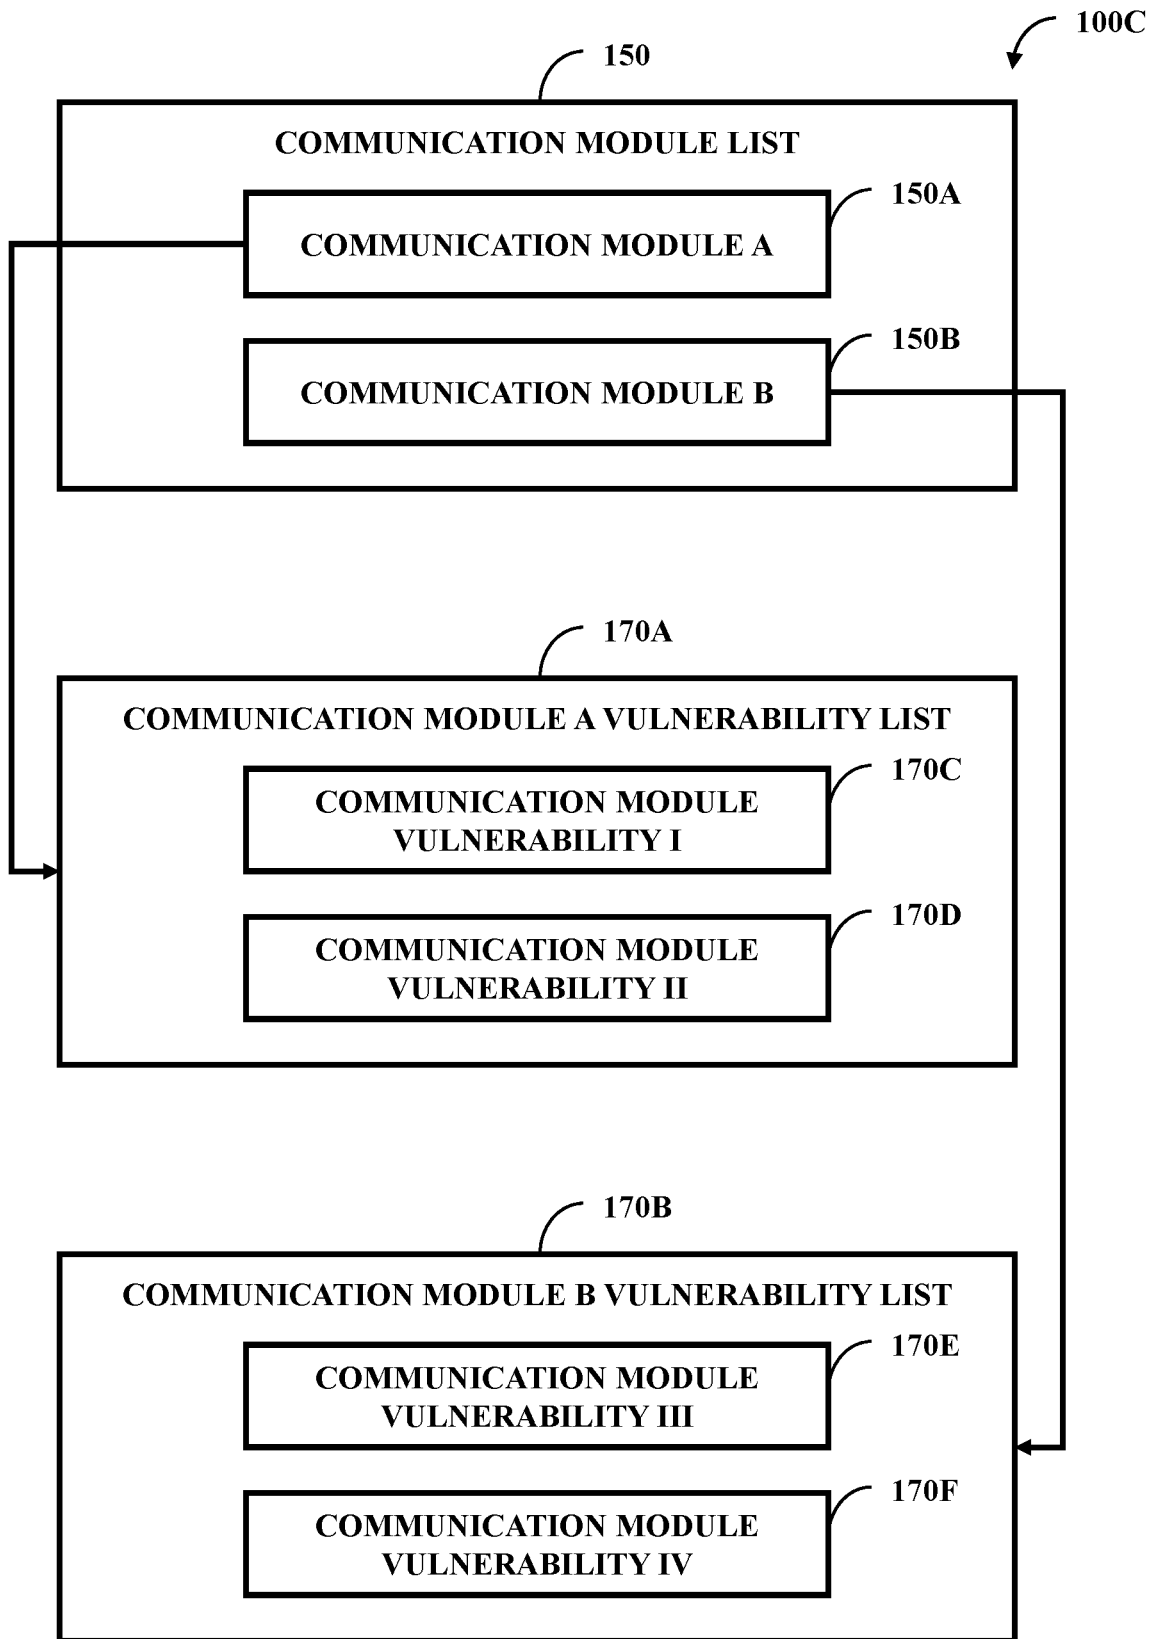 100C
150
COMMUNICATION MODULE LIST
150A
COMMUNICATION MODULE A
150B
COMMUNICATION MODULE B
170A
COMMUNICATION MODULE A VULNERABILITY LIST
170C
COMMUNICATION MODULE
VULNERABILITY I
170D
COMMUNICATION MODULE
VULNERABILITY II
170B
COMMUNICATION MODULE B VULNERABILITY LIST
170E
COMMUNICATION MODULE
VULNERABILITY III
170F
COMMUNICATION MODULE
VULNERABILITY IV